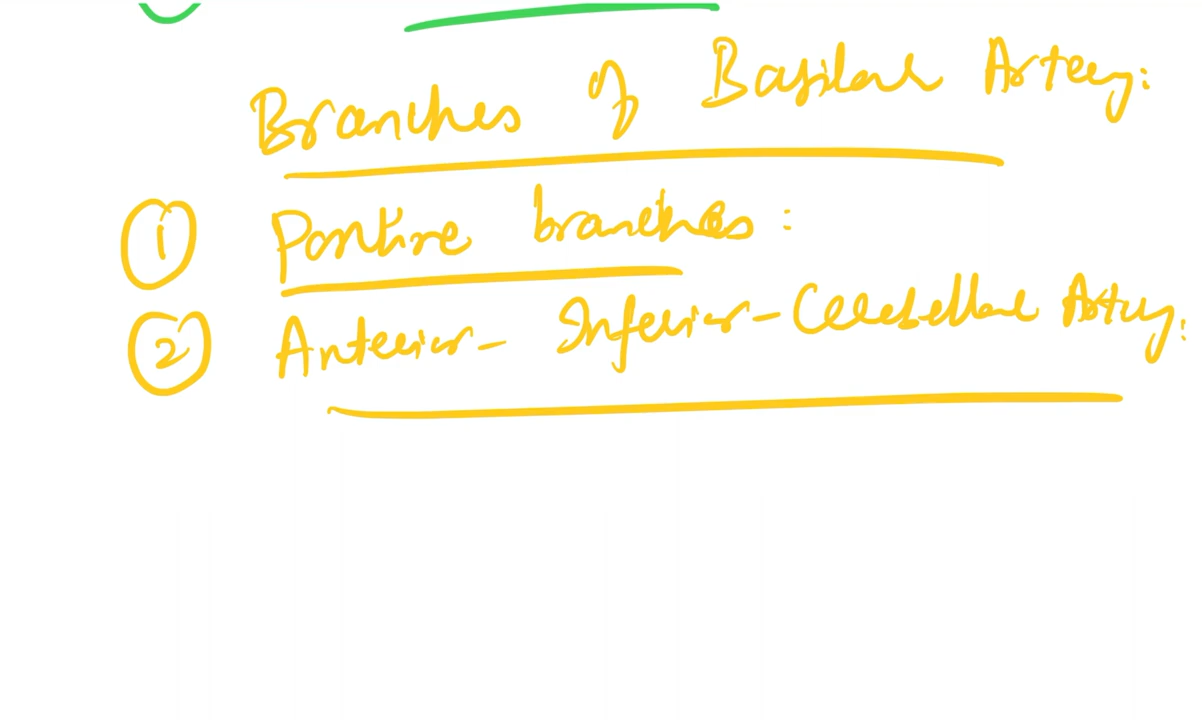 Branches of Basilar Artery:
① Pontine branches:
② Anterior-Inferior-Cerebellar Artery: